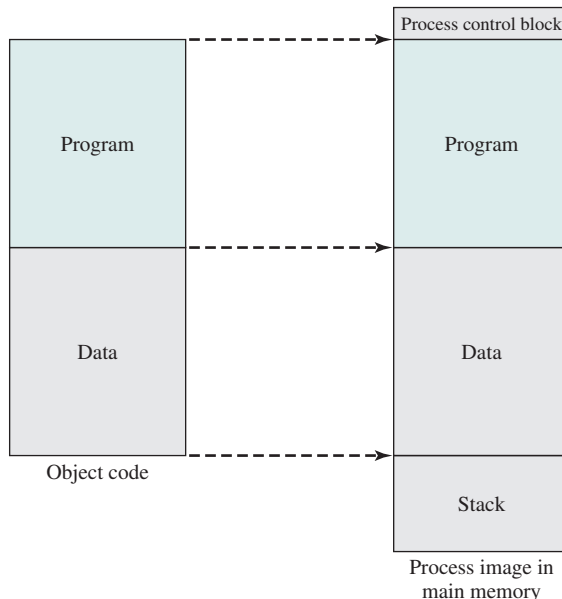 Process control block
Program
Program
Data
Data
Object code
Stack
Process image in
main memory